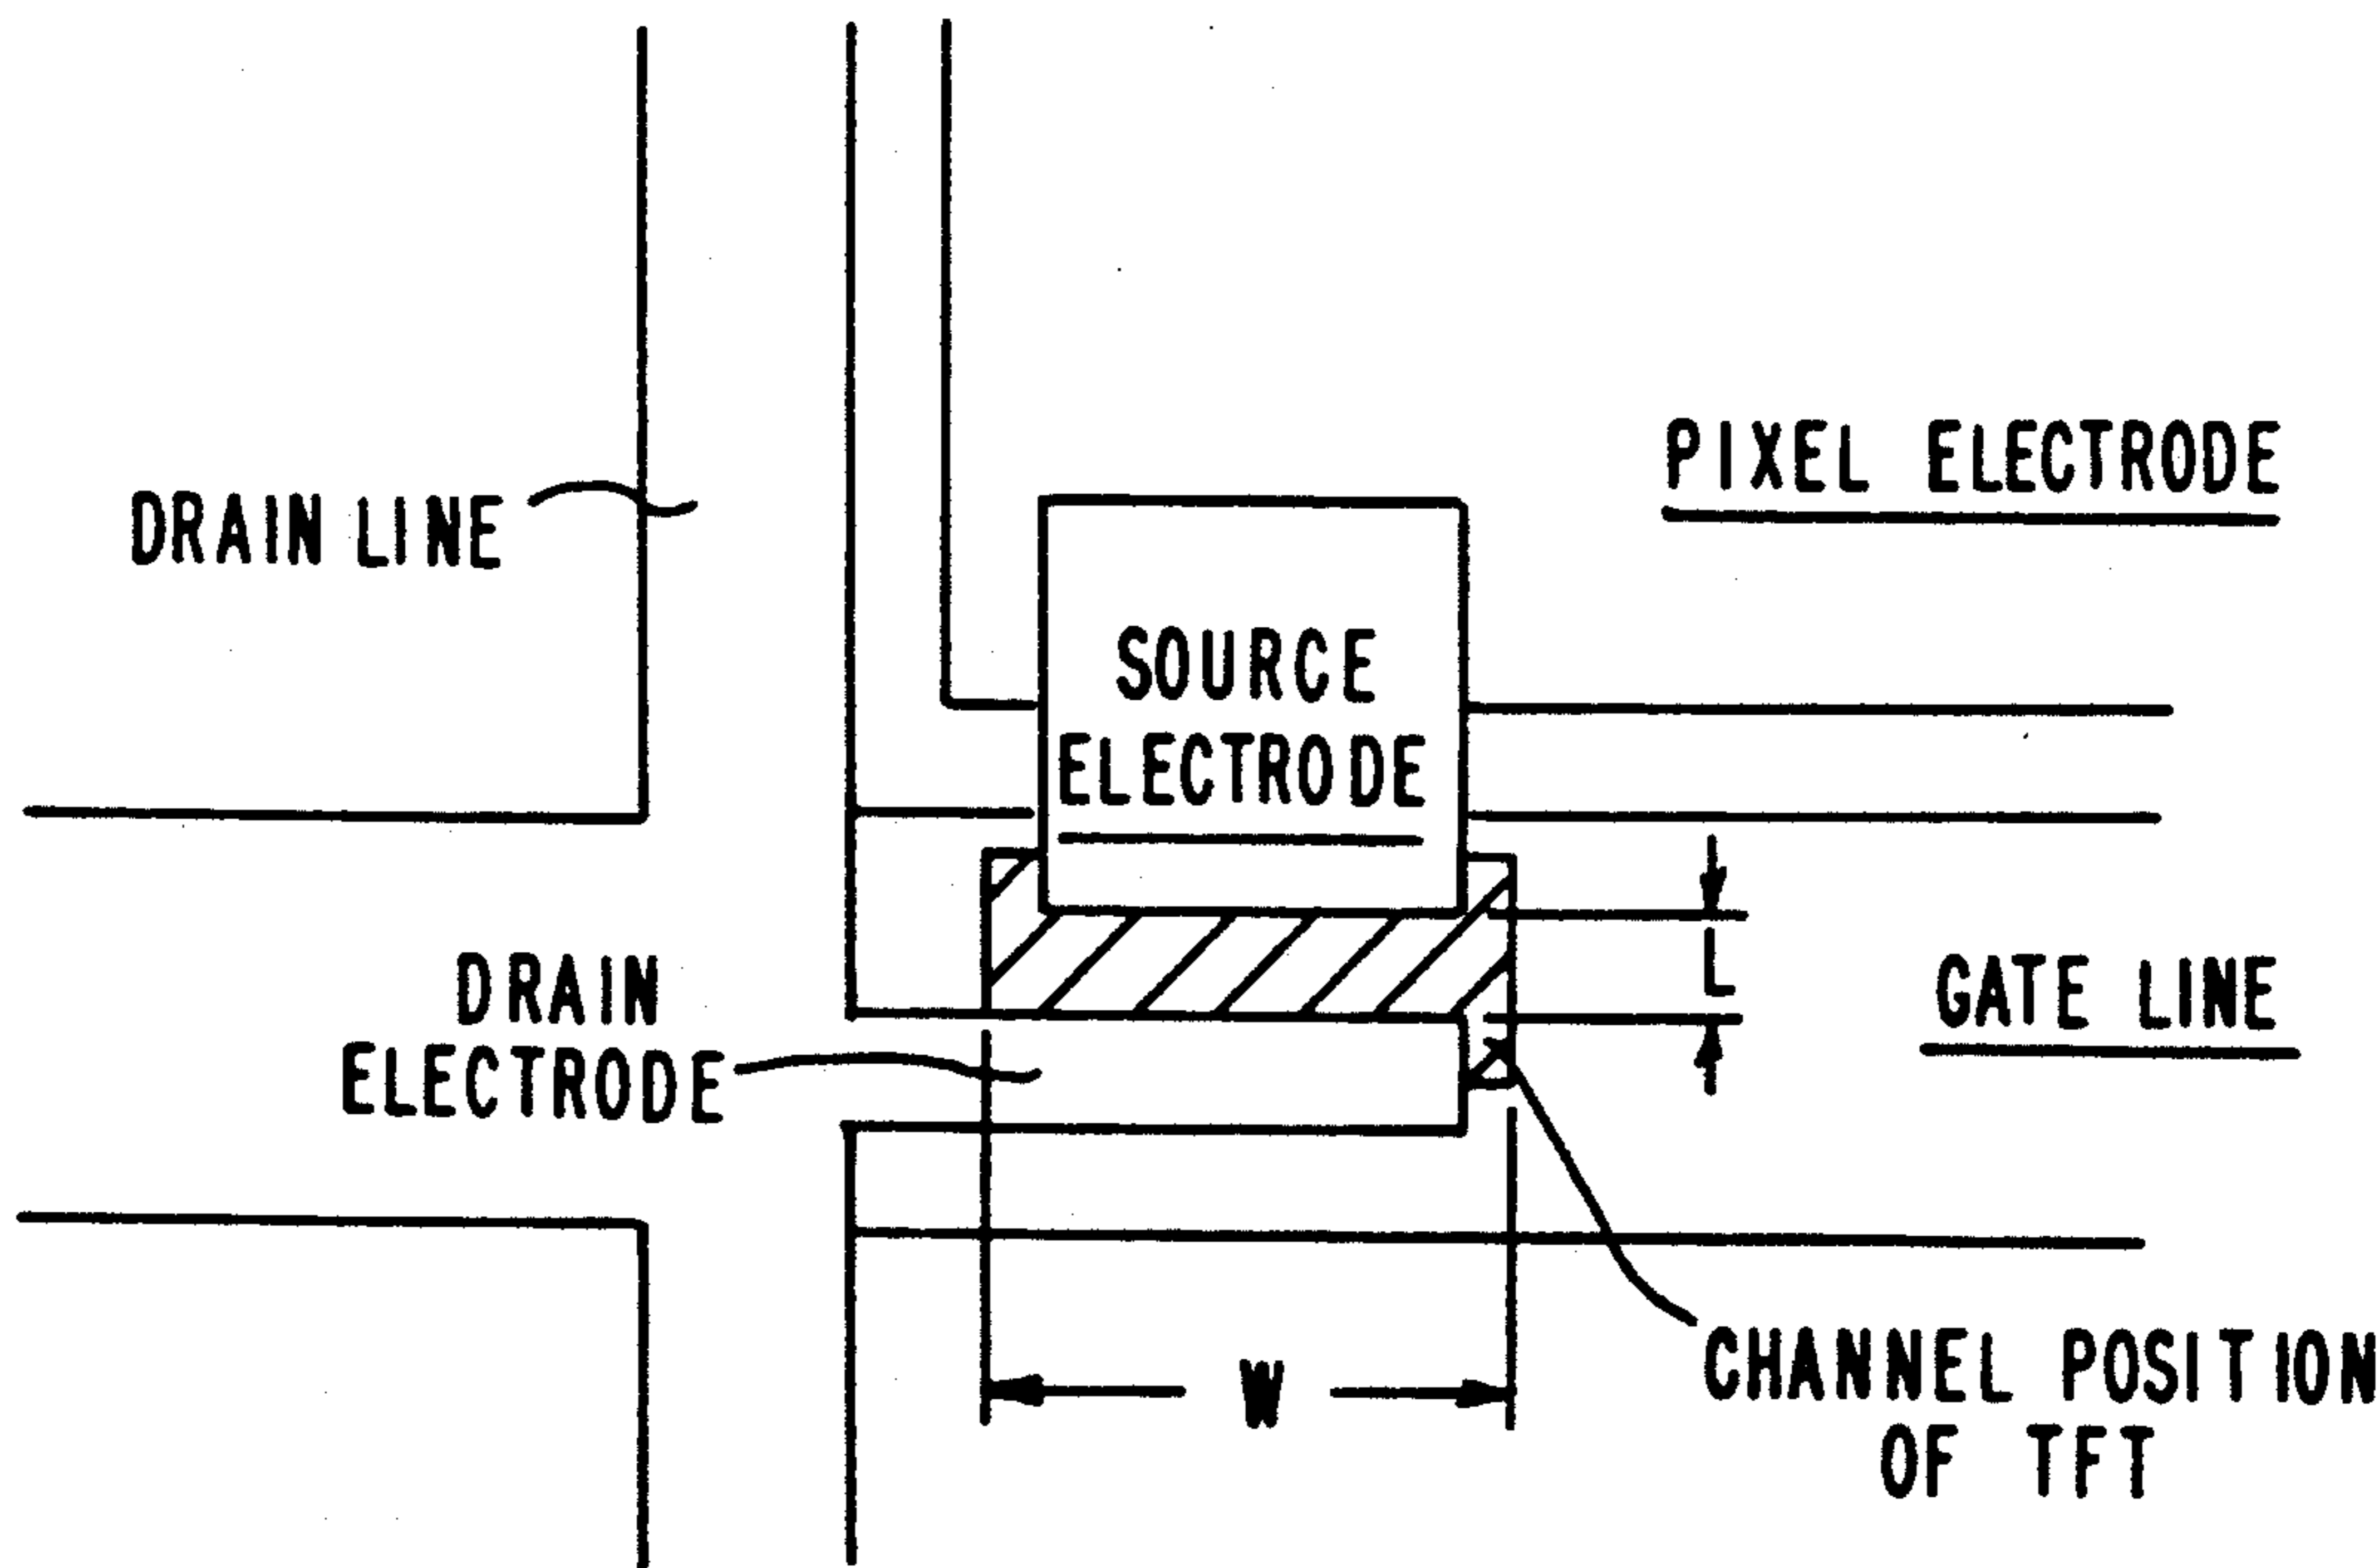 PIXEL ELECTRODE
DRAIN LINE
SOURCE
ELECTRODE
DRAIN
ELECTRODE
L
GATE LINE
W
CHANNEL POSITION
OF TFT